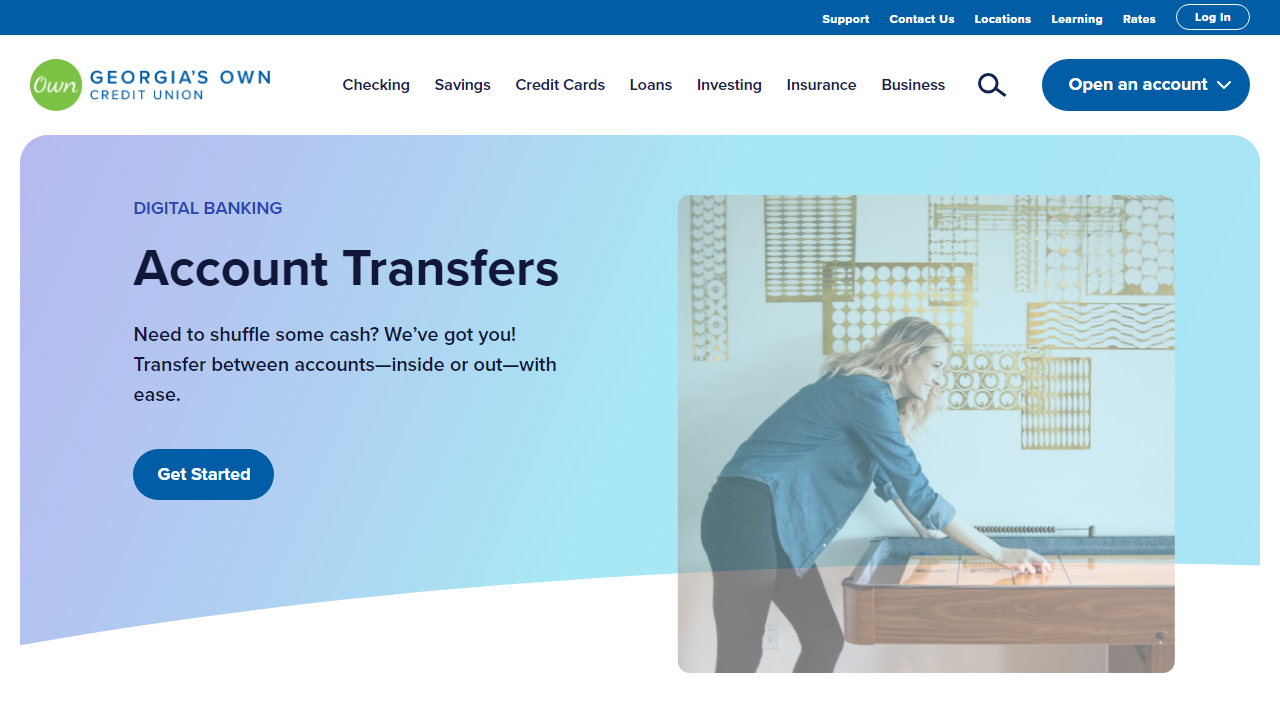 Support Contact Us Locations Learning Rates Log In
Own GEORGIA'S OWN
CREDIT UNION
Checking Savings Credit Cards Loans Investing Insurance Business Open an account
DIGITAL BANKING
Account Transfers
Need to shuffle some cash? We’ve got you!
Transfer between accounts—inside or out—with
ease.
Get Started